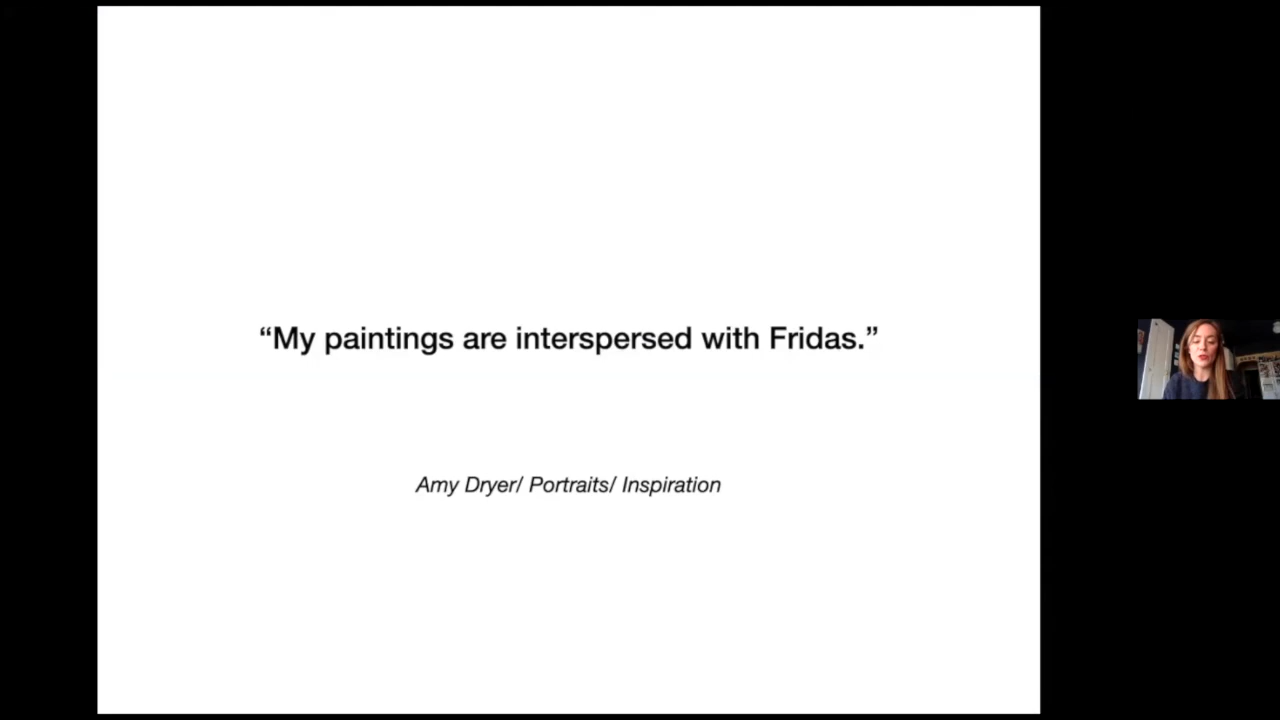 “My paintings are interspersed with Fridas.”
Amy Dryer/ Portraits/ Inspiration